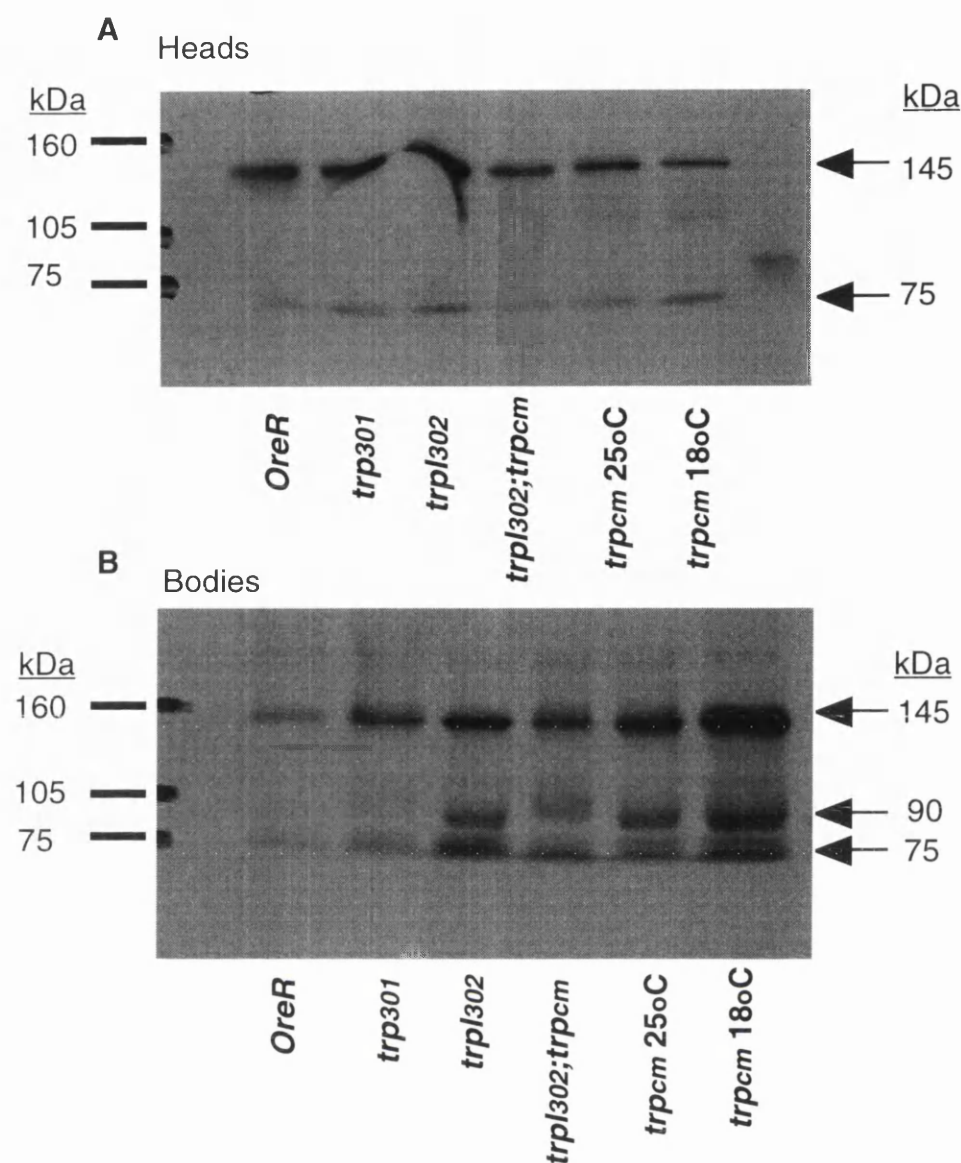 A
Heads
kDa
kDa
160
145
105
75
75
OreR
trp301
trpl302
trpl302;trpcm
trpcm 25oC
trpcm 18oC
B
Bodies
kDa
kDa
160
145
105
90
75
75
OreR
trp301
trpl302
trpl302;trpcm
trpcm 25oC
trpcm 18oC